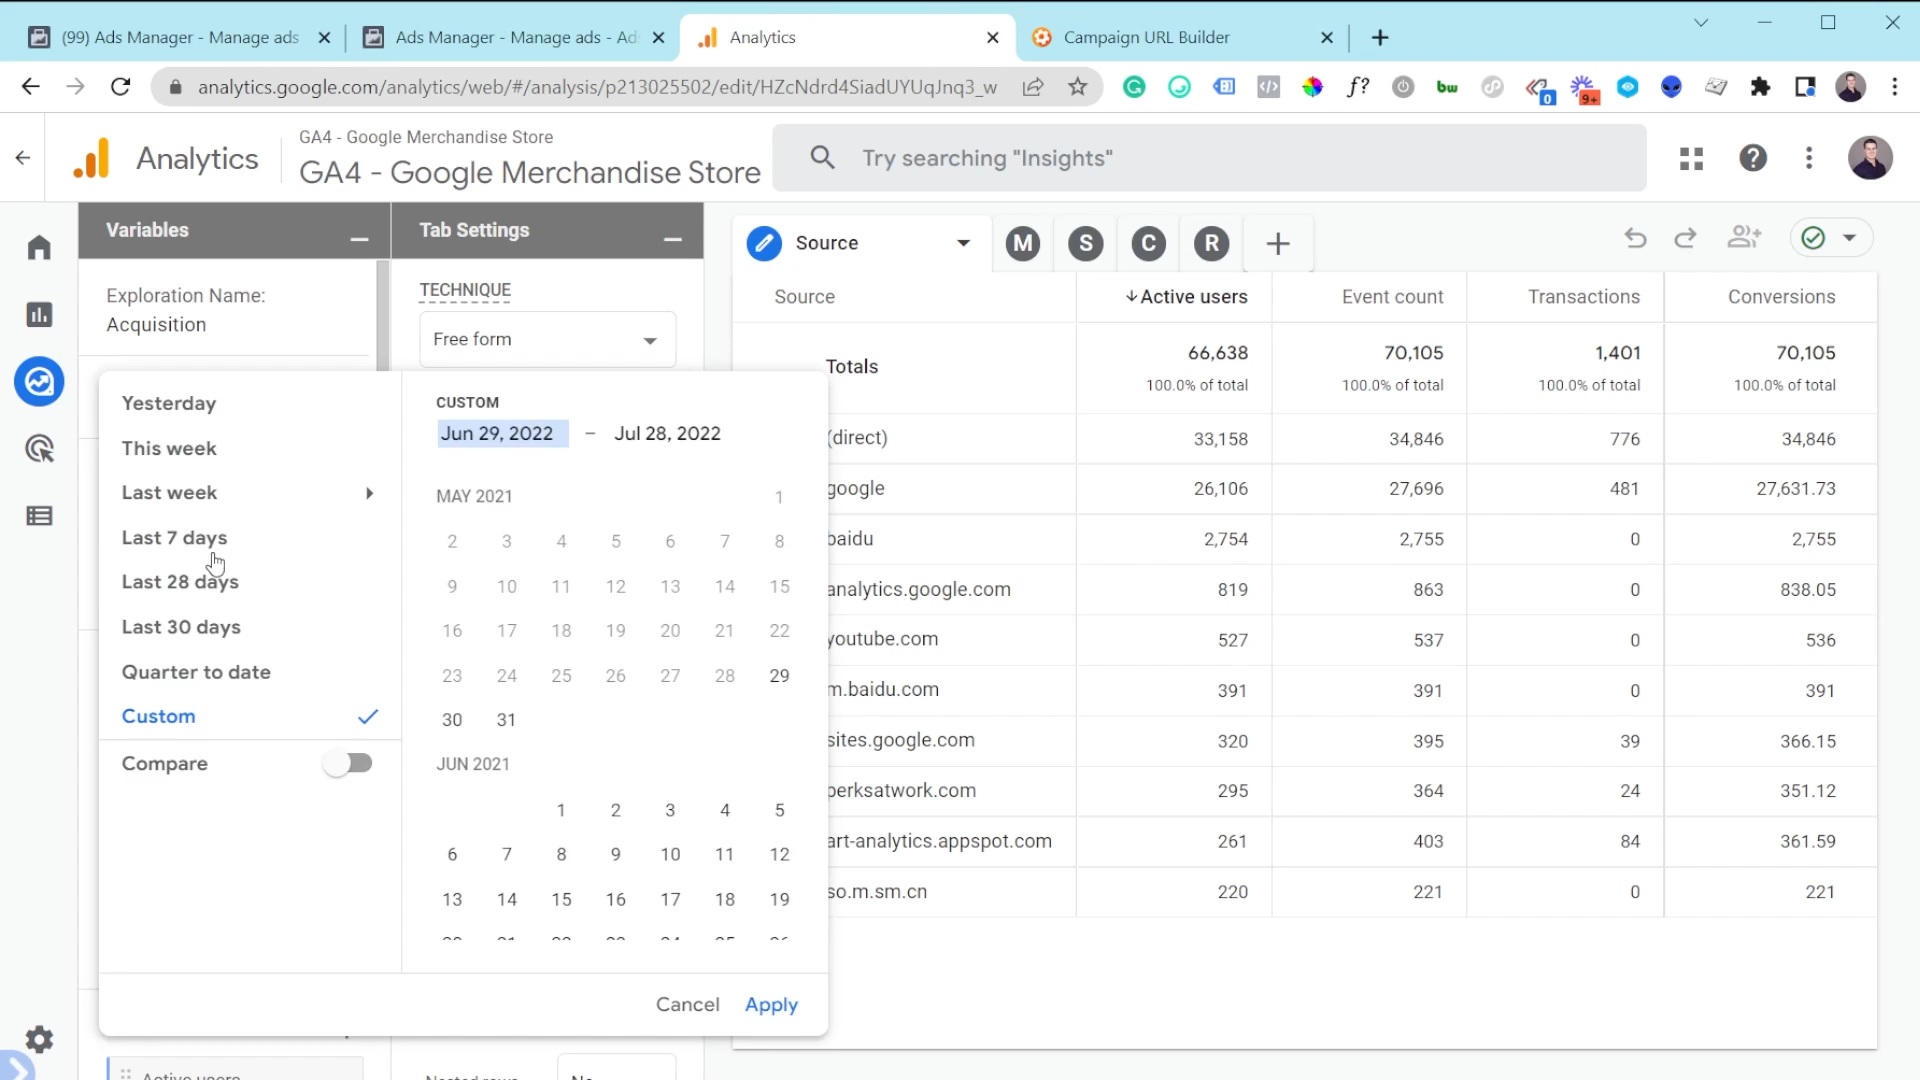 (99) Ads Manager - Manage ads
Ads Manager - Manage ads - Ad
Analytics
Campaign URL Builder
analytics.google.com/analytics/web/#/analysis/p213025502/edit/HZcNdrd4SiadUYUqJnq3_w
f?
bw
0
9+
Analytics
GA4 - Google Merchandise Store
GA4 - Google Merchandise Store
Try searching "Insights"
Variables
Tab Settings
Exploration Name:
Acquisition
TECHNIQUE
Free form
Source
M
S
C
R
Source
Active users
Event count
Transactions
Conversions
Totals
66,638
70,105
1,401
70,105
100.0% of total
100.0% of total
100.0% of total
100.0% of total
(direct)
33,158
34,846
776
34,846
google
26,106
27,696
481
27,631.73
baidu
2,754
2,755
0
2,755
analytics.google.com
819
863
0
838.05
youtube.com
527
537
0
536
m.baidu.com
391
391
0
391
sites.google.com
320
395
39
366.15
perksatwork.com
295
364
24
351.12
art-analytics.appspot.com
261
403
84
361.59
so.m.sm.cn
220
221
0
221
Yesterday
This week
Last week
Last 7 days
Last 28 days
Last 30 days
Quarter to date
Custom
Compare
CUSTOM
Jun 29, 2022 – Jul 28, 2022
MAY 2021 1
2 3 4 5 6 7 8
9 10 11 12 13 14 15
16 17 18 19 20 21 22
23 24 25 26 27 28 29
30 31
JUN 2021
1 2 3 4 5
6 7 8 9 10 11 12
13 14 15 16 17 18 19
Cancel Apply
Active users
Nested rows
No